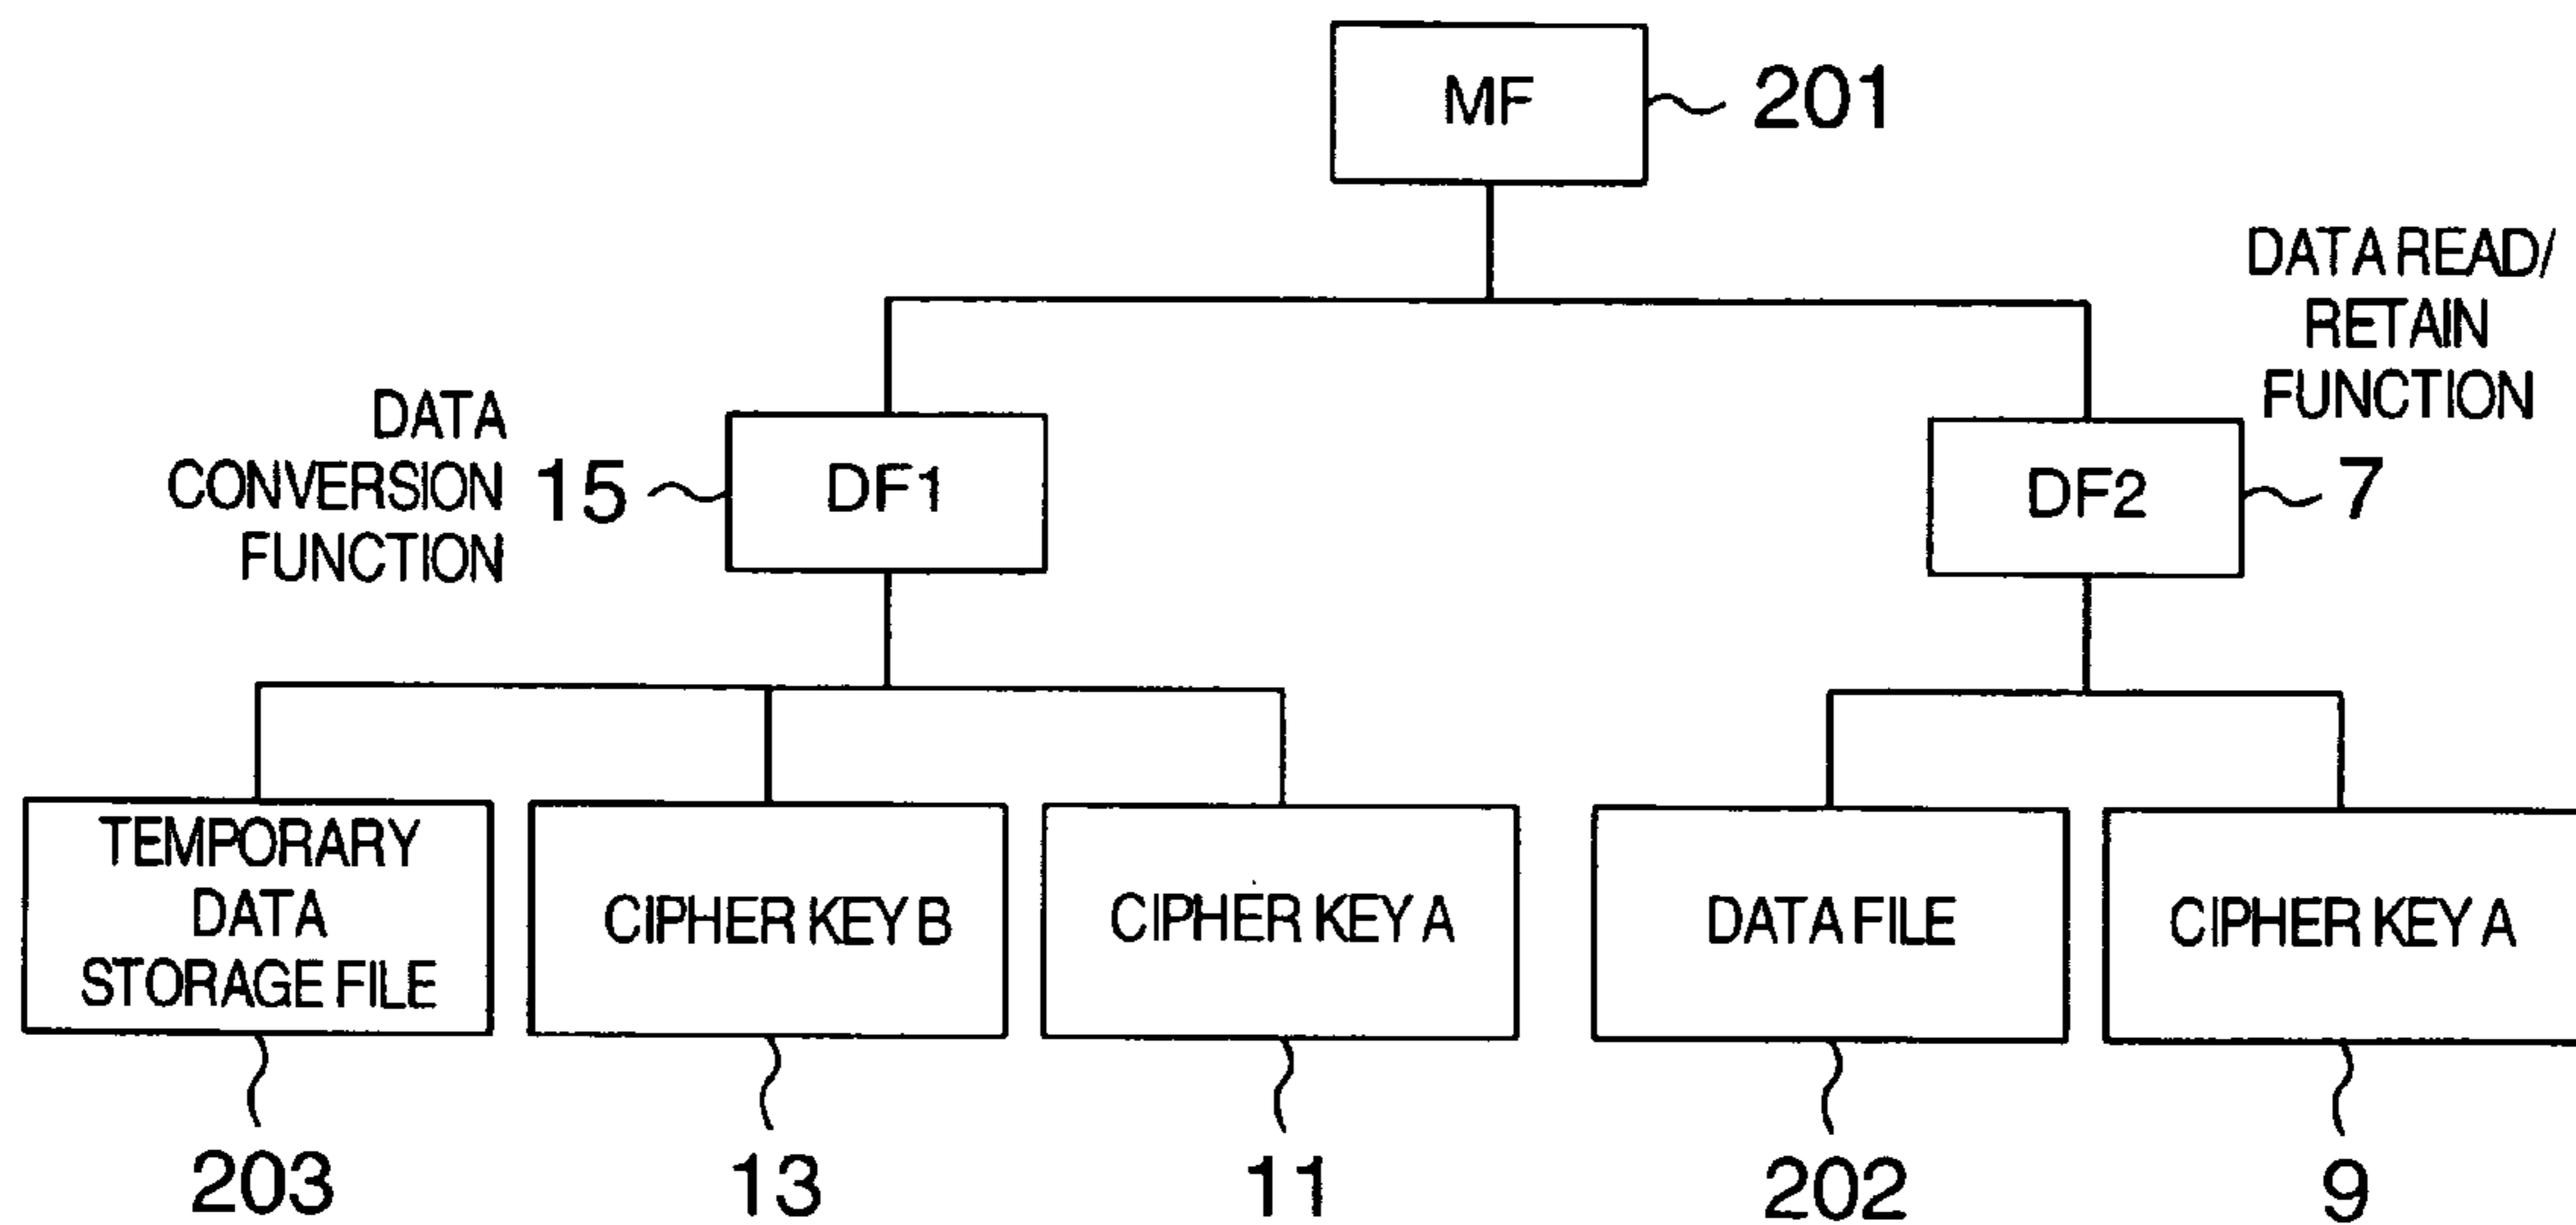 MF
201
DATA READ/
RETAIN
FUNCTION
DATA
CONVERSION
FUNCTION
15
DF1
DF2
7
TEMPORARY
DATA
STORAGE FILE
CIPHER KEY B
CIPHER KEY A
DATA FILE
CIPHER KEY A
203
13
11
202
9